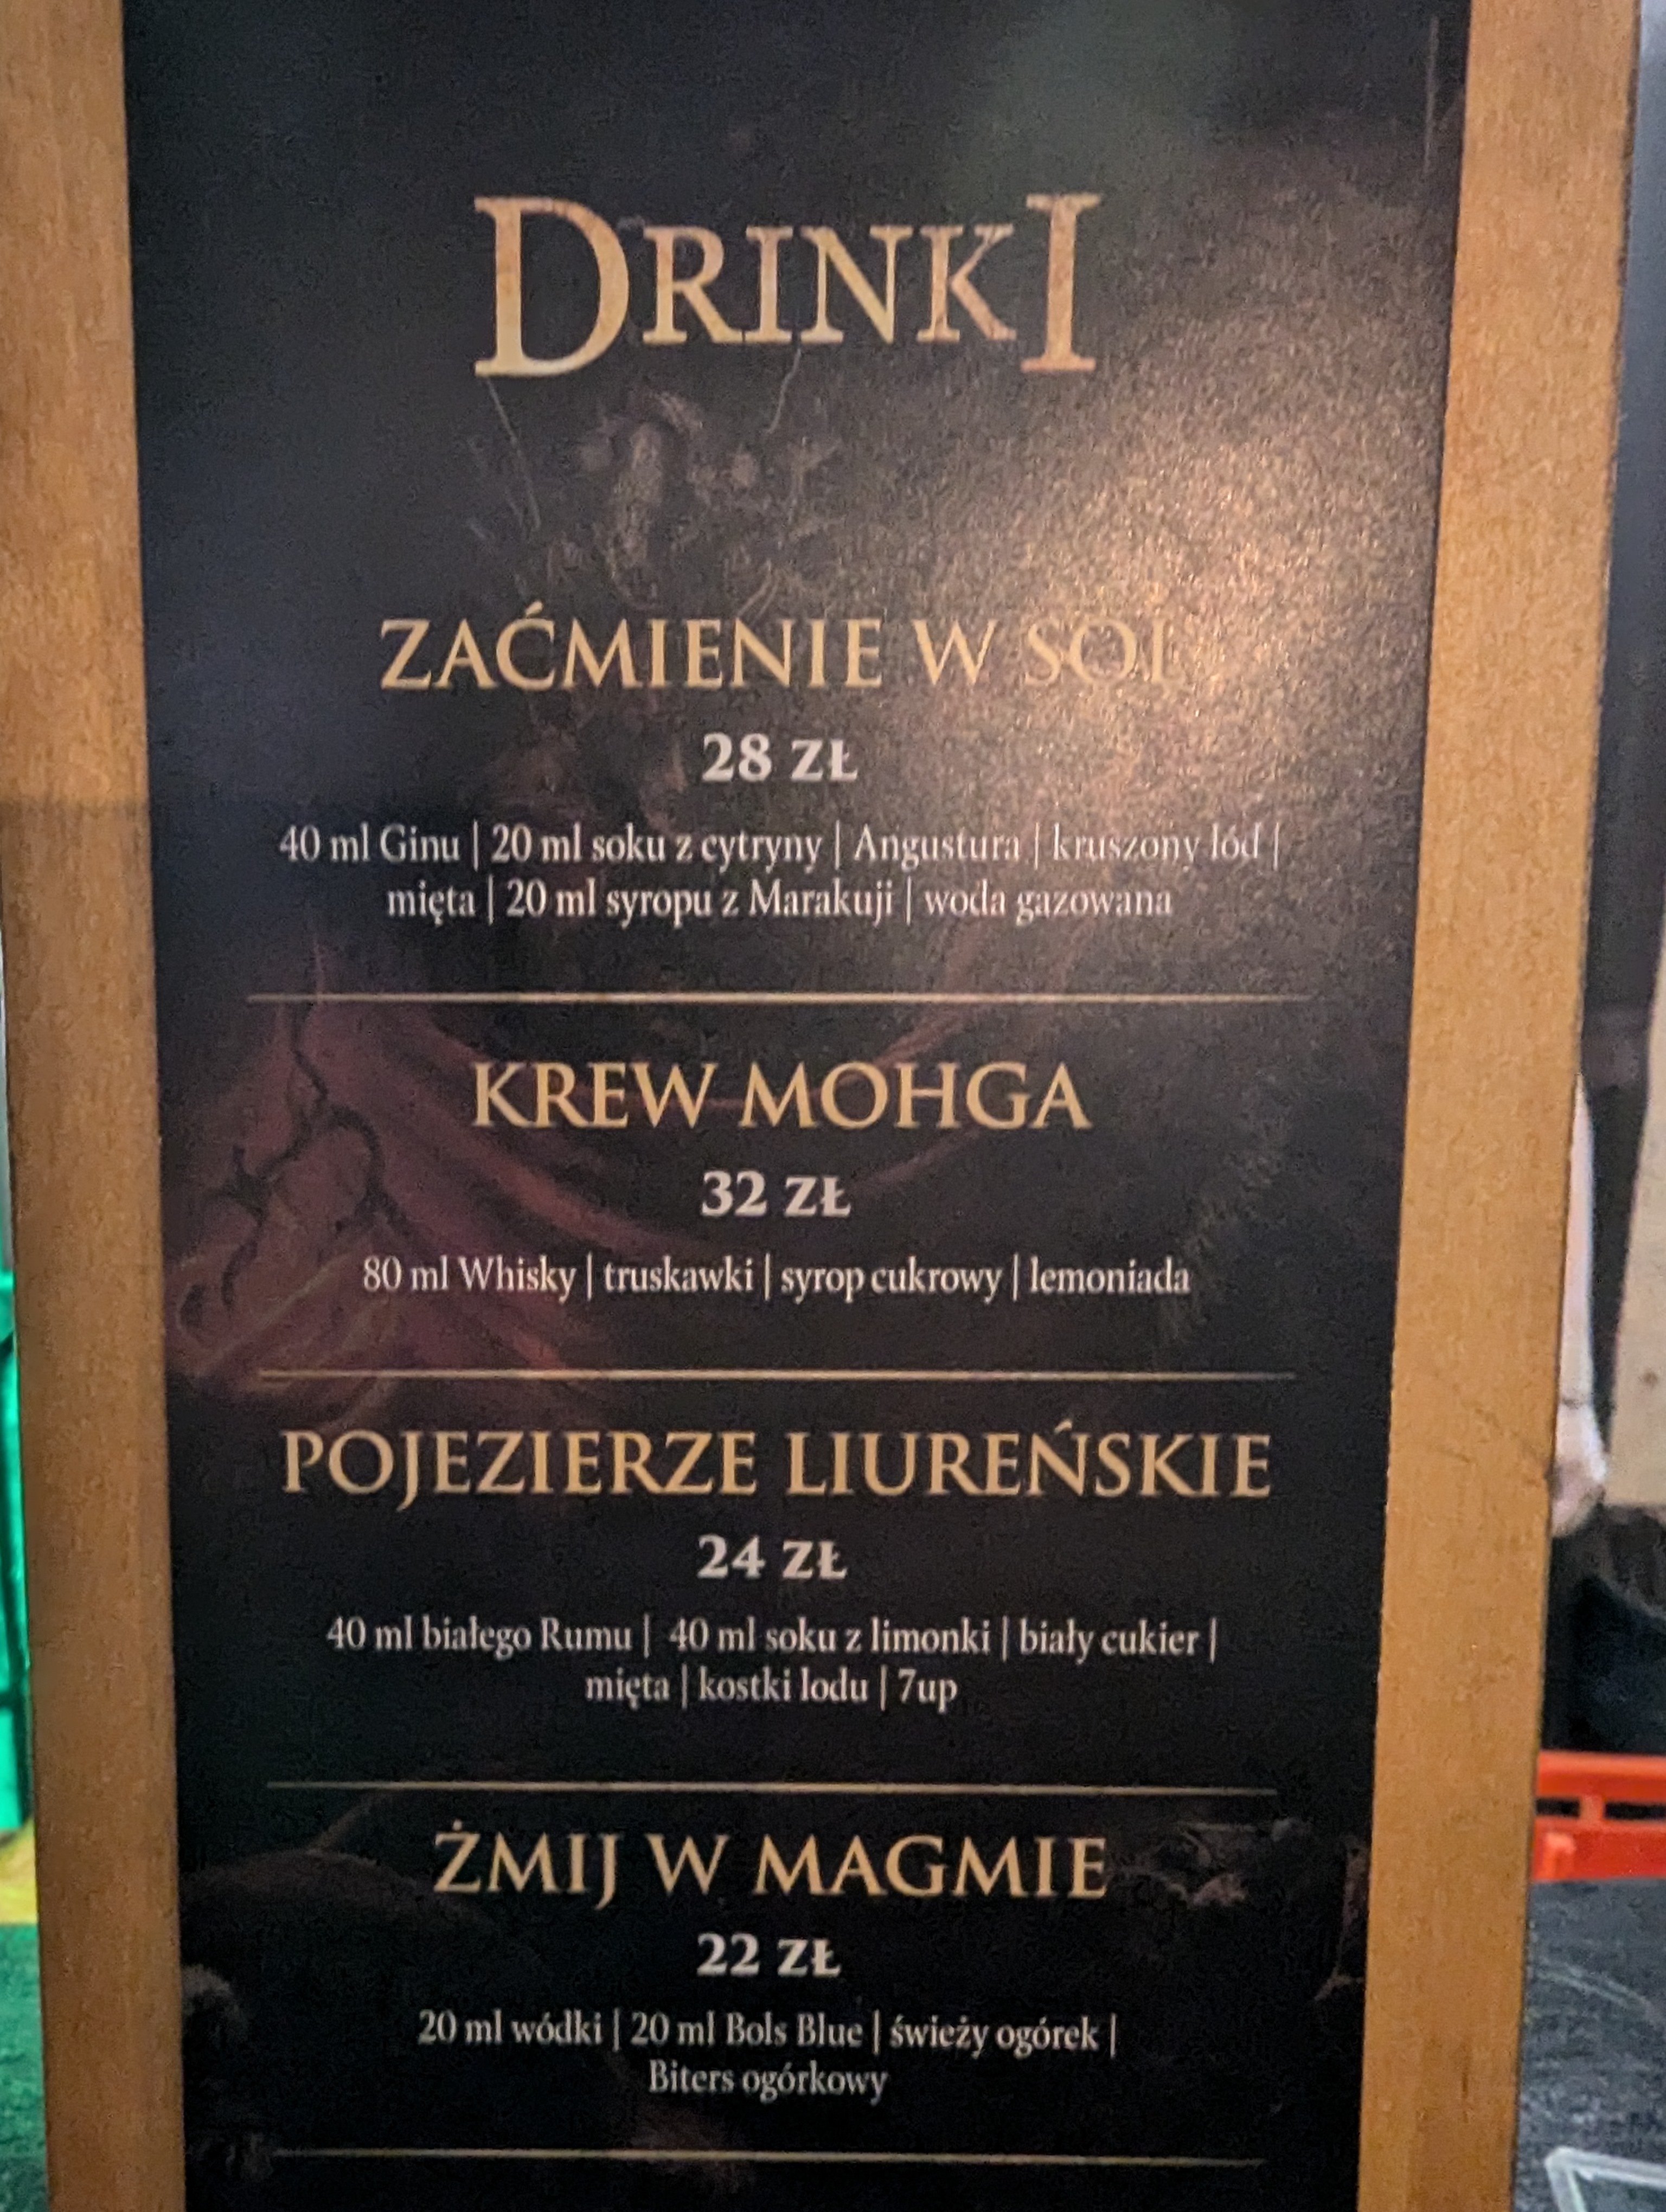 DRINKI
ZAĆMIENIE W SOL
28 ZŁ
40 ml Ginu | 20 ml soku z cytryny | Angustura | kruszony lód |
mięta | 20 ml syropu z Marakuji | woda gazowana
KREW MOHGA
32 ZŁ
80 ml Whisky | truskawki | syrop cukrowy | lemoniada
POJEZIERZE LIUREŃSKIE
24 ZŁ
40 ml białego Rumu | 40 ml soku z limonki | biały cukier |
mięta | kostki lodu | 7up
ŻMIJ W MAGMIE
22 ZŁ
20 ml wódki | 20 ml Bols Blue | świeży ogórek |
Biters ogórkowy